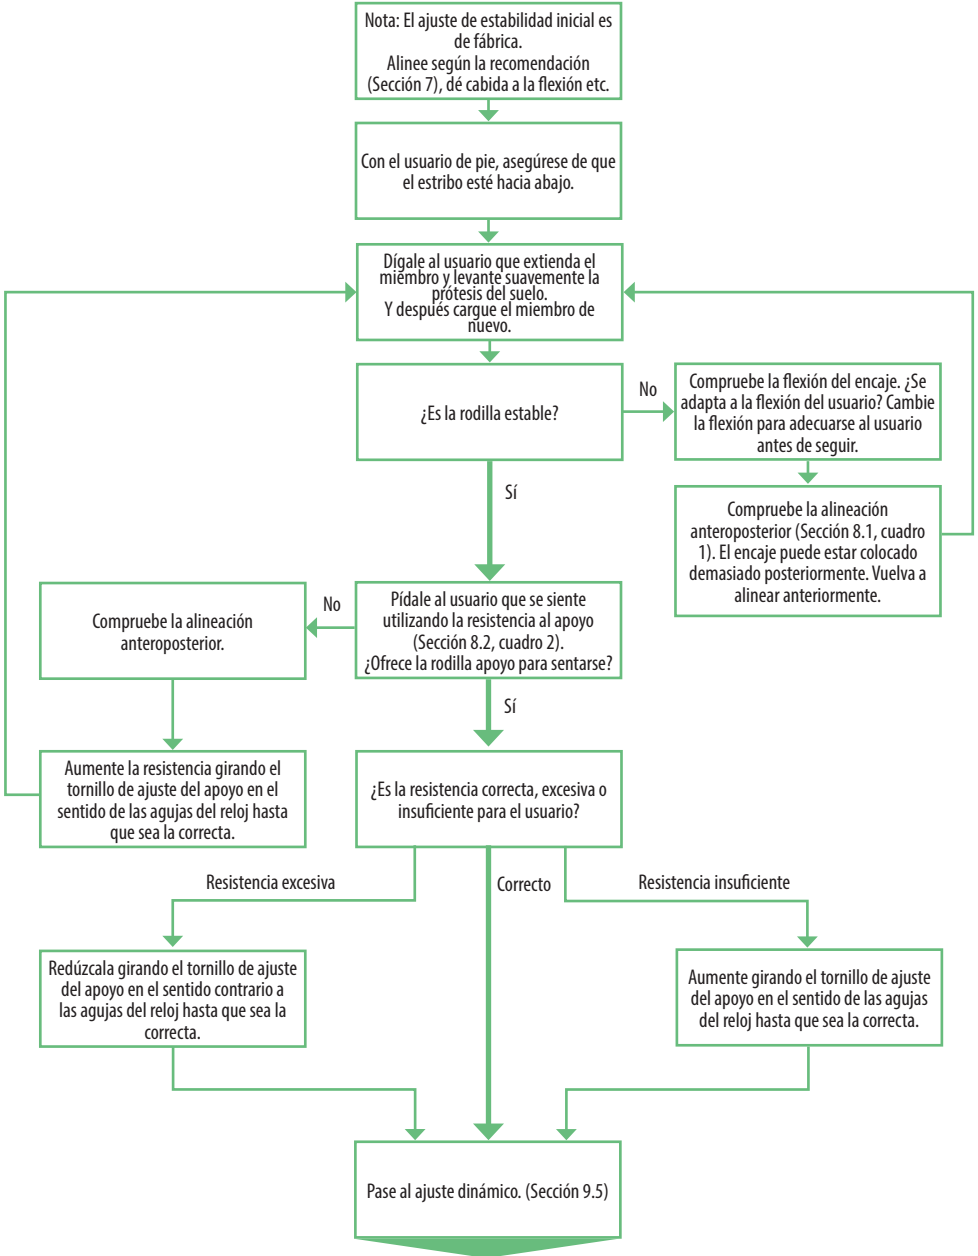 Nota: El ajuste de estabilidad inicial es
de fábrica.
Alinee según la recomendación
(Sección 7), dé cabida a la flexión etc.
Con el usuario de pie, asegúrese de que
el estribo esté hacia abajo.
Dígale al usuario que extienda el
miembro y levante suavemente la
prótesis del suelo.
Y después cargue el miembro de
nuevo.
¿Es la rodilla estable?
No
Compruebe la flexión del encaje. ¿Se
adapta a la flexión del usuario? Cambie
la flexión para adecuarse al usuario
antes de seguir.
Sí
Compruebe la alineación
anteroposterior (Sección 8.1, cuadro
1). El encaje puede estar colocado
demasiado posteriormente. Vuelva a
alinear anteriormente.
Pídale al usuario que se siente
utilizando la resistencia al apoyo
(Sección 8.2, cuadro 2).
¿Ofrece la rodilla apoyo para sentarse?
No
Compruebe la alineación
anteroposterior.
Sí
Aumente la resistencia girando el
tornillo de ajuste del apoyo en el
sentido de las agujas del reloj hasta
que sea la correcta.
¿Es la resistencia correcta, excesiva o
insuficiente para el usuario?
Resistencia excesiva
Correcto
Resistencia insuficiente
Redúzcala girando el tornillo de ajuste
del apoyo en el sentido contrario a
las agujas del reloj hasta que sea la
correcta.
Aumente girando el tornillo de ajuste
del apoyo en el sentido de las agujas
del reloj hasta que sea la correcta.
Pase al ajuste dinámico. (Sección 9.5)